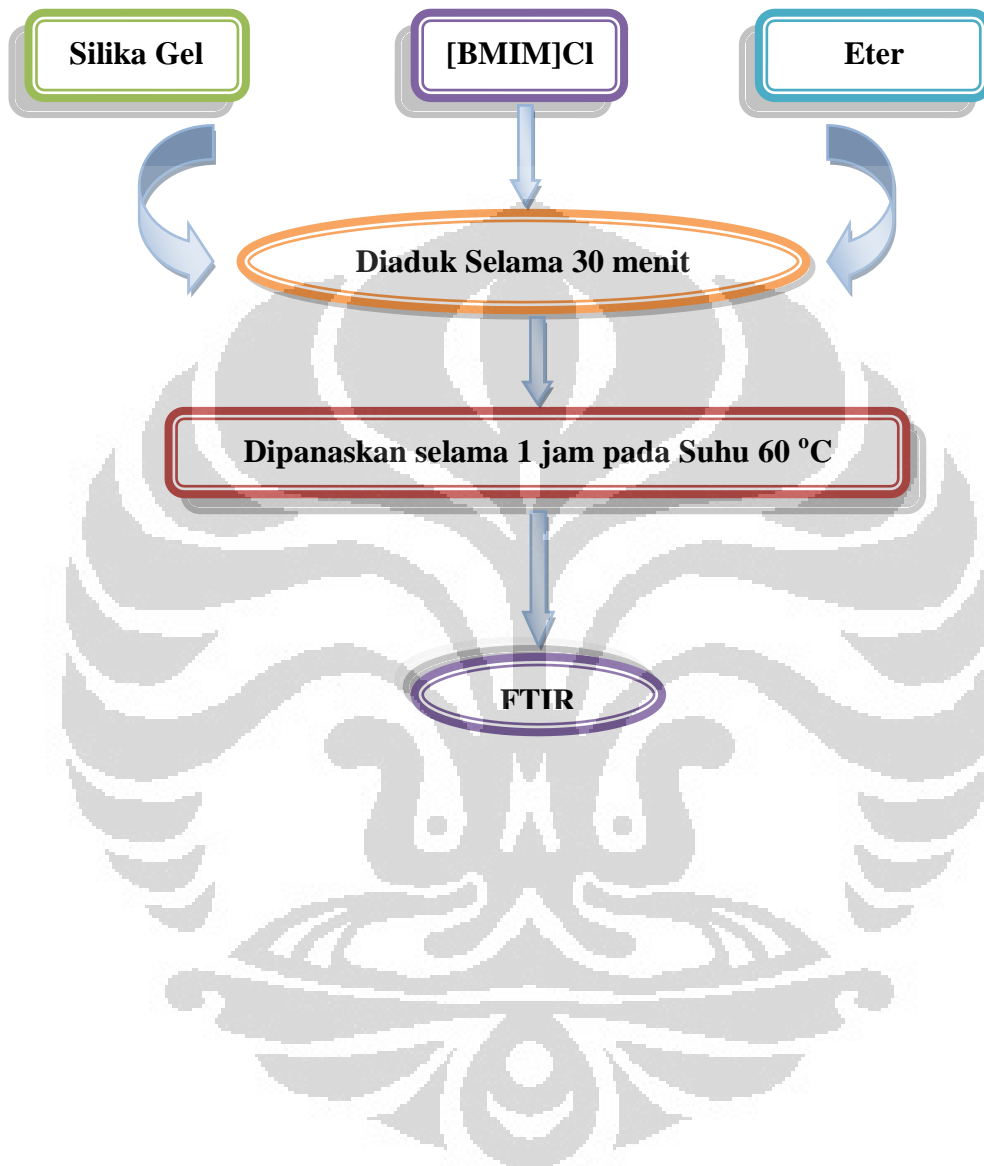 Silika Gel
[BMIM]Cl
Eter
Diaduk Selama 30 menit
Dipanaskan selama 1 jam pada Suhu 60 °C
FTIR